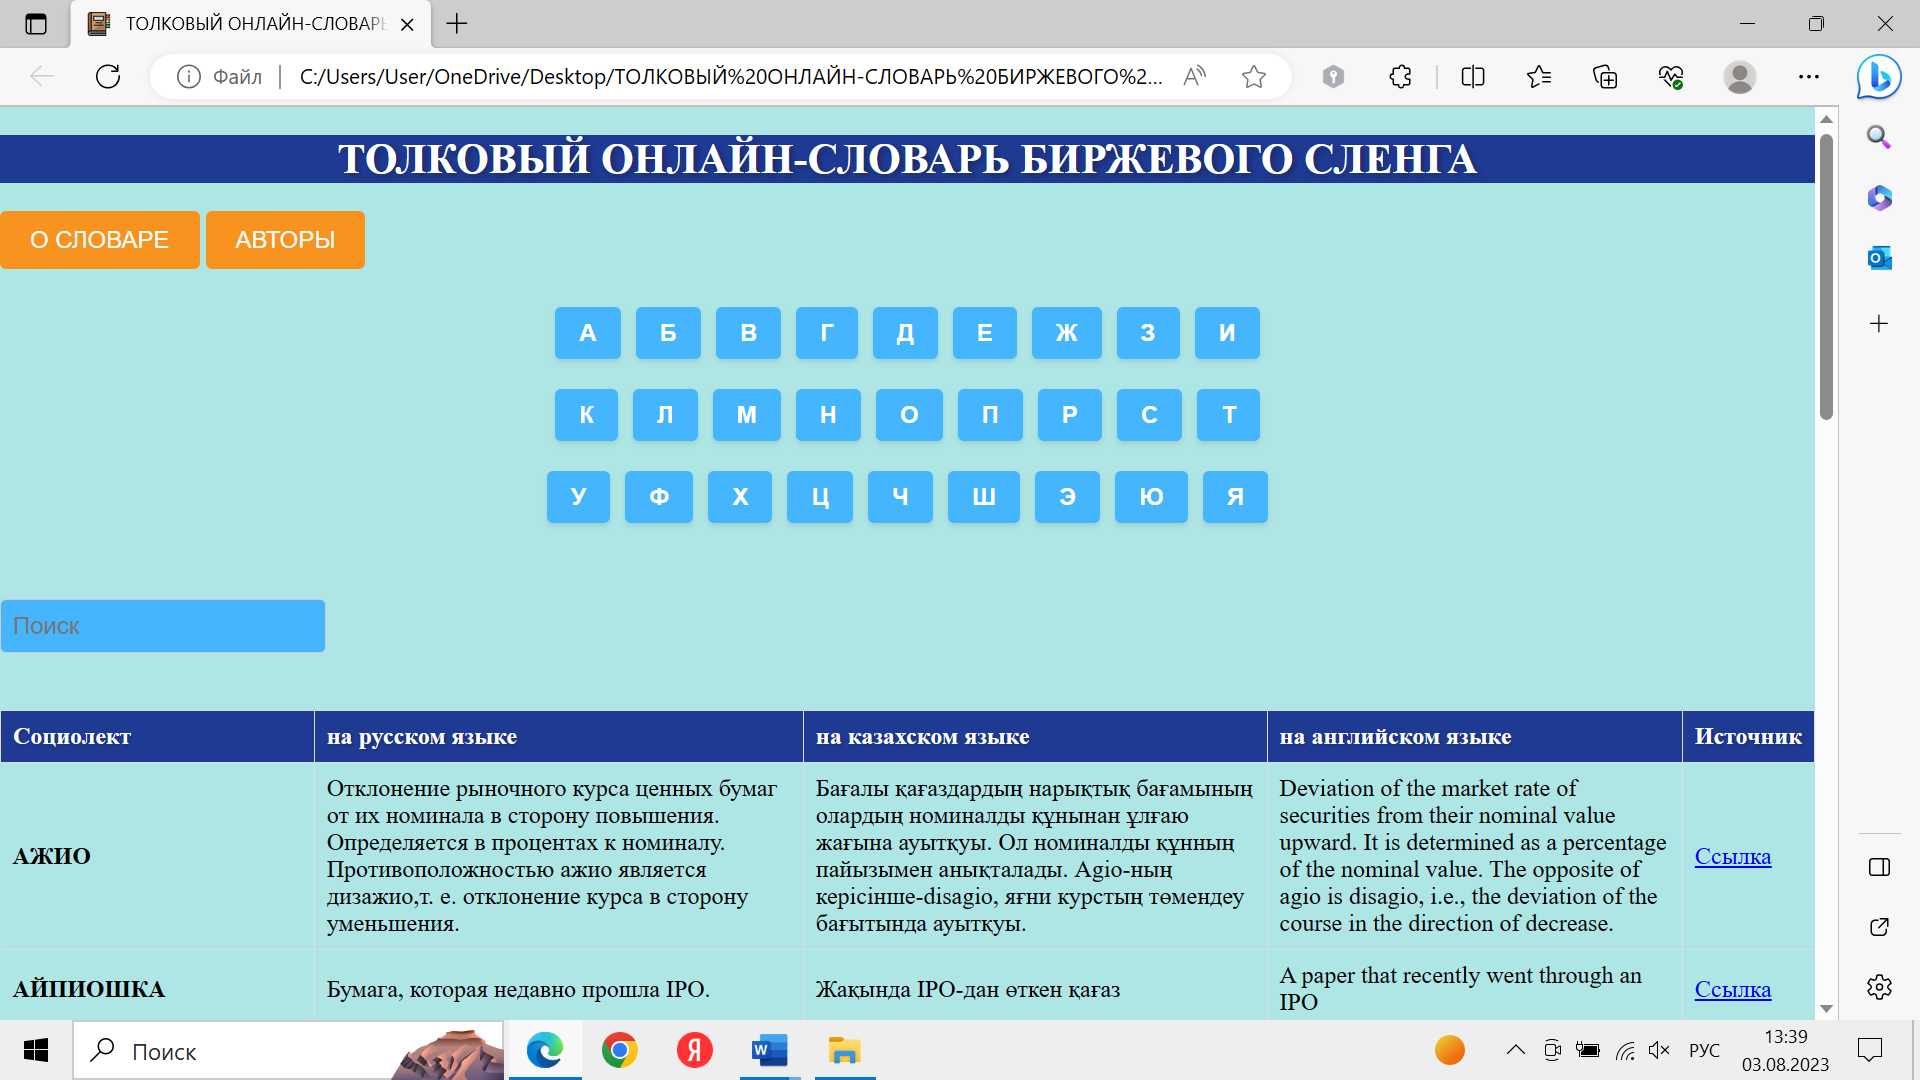 ТОЛКОВЫЙ ОНЛАЙН-СЛОВАРЬ
Файл
C:/Users/User/OneDrive/Desktop/ТОЛКОВЫЙ%20ОНЛАЙН-СЛОВАРЬ%20БИРЖЕВОГО%2...
ТОЛКОВЫЙ ОНЛАЙН-СЛОВАРЬ БИРЖЕВОГО СЛЕНГА
О СЛОВАРЕ АВТОРЫ
А Б В Г Д Е Ж З И
К Л М Н О П Р С Т
У Ф Х Ц Ч Ш Э Ю Я
Поиск
Социолект на русском языке на казахском языке на английском языке Источник
АЖИО
Отклонение рыночного курса ценных бумаг
от их номинала в сторону повышения.
Определяется в процентах к номиналу.
Противоположностью ажио является
дизажио,т. е. отклонение курса в сторону
уменьшения.
Бағалы қағаздардың нарықтық бағамының
олардың номиналды құнынан ұлғаю
жағына ауытқуы. Ол номиналды құнның
пайызымен анықталады. Agio-ның
керісінше-disagio, яғни курстың төмендеу
бағытында ауытқуы.
Deviation of the market rate of
securities from their nominal value
upward. It is determined as a percentage
of the nominal value. The opposite of
agio is disagio, i.e., the deviation of the
course in the direction of decrease.
Ссылка
АЙПИОШКА
Бумага, которая недавно прошла IPO.
Жақында IPO-дан өткен қағаз
A paper that recently went through an
IPO
Ссылка
Поиск
РУС
13:39
03.08.2023